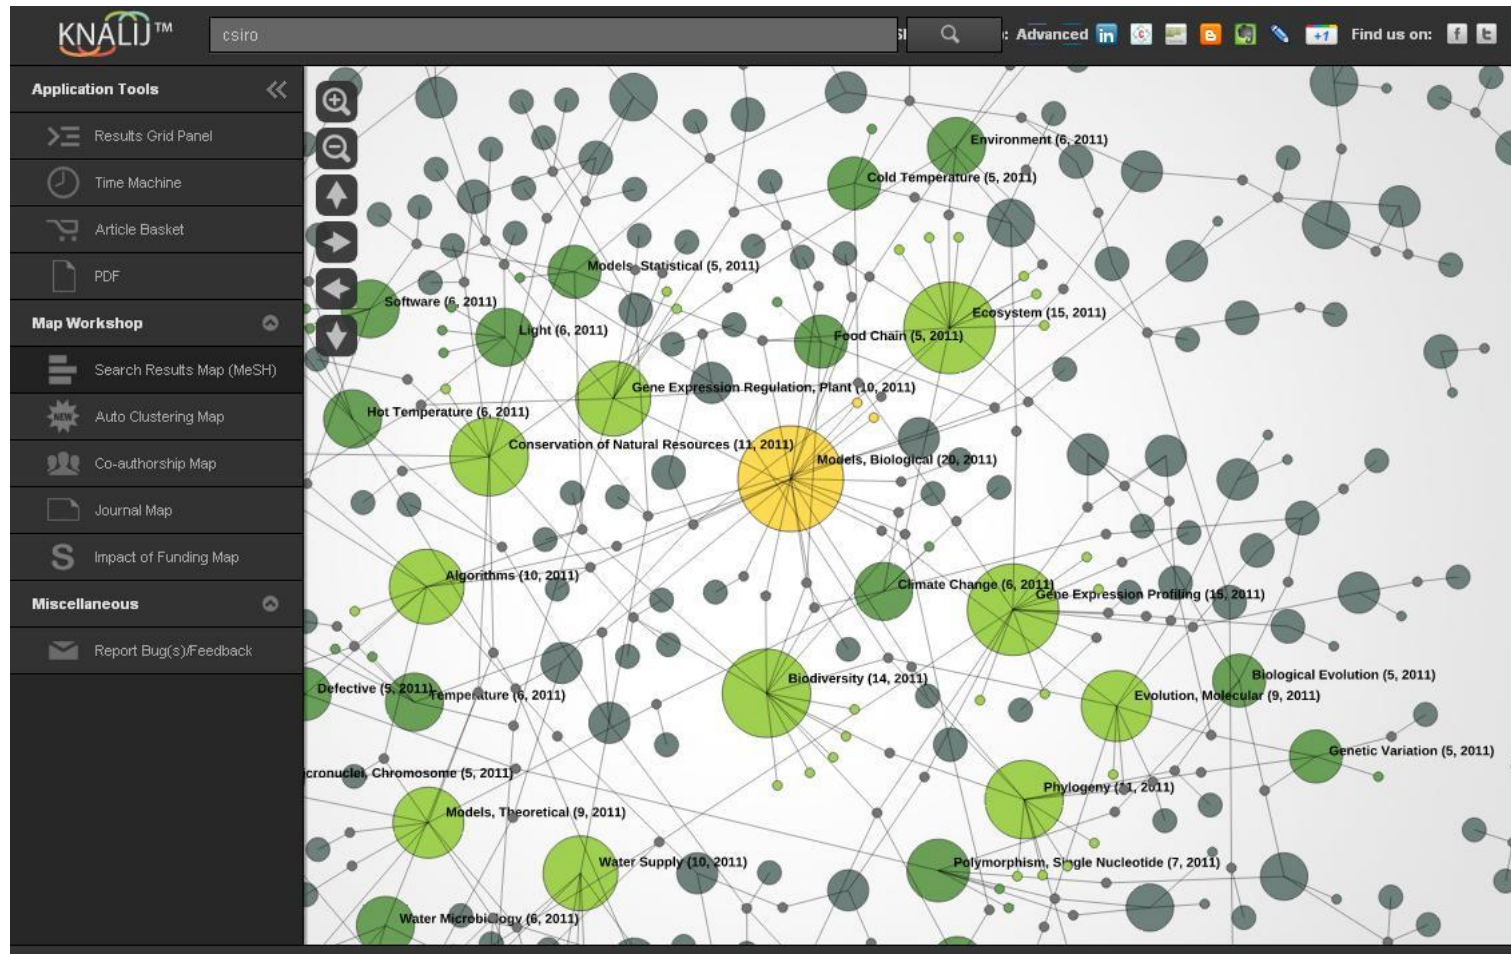 KNALIJ™
csiro
Advanced
in
+1
Find us on:
f
Application Tools
Results Grid Panel
Time Machine
Article Basket
PDF
Map Workshop
Search Results Map (MeSH)
NEW
Auto Clustering Map
Co-authorship Map
Journal Map
S
Impact of Funding Map
Miscellaneous
Report Bug(s)/Feedback
Environment (6, 2011)
Cold Temperature (5, 2011)
Models, Statistical (5, 2011)
Software (6, 2011)
Ecosystem (15, 2011)
Light (6, 2011)
Food Chain (5, 2011)
Gene Expression Regulation, Plant (10, 2011)
Hot Temperature (6, 2011)
Conservation of Natural Resources (11, 2011)
Models, Biological (20, 2011)
Algorithms (10, 2011)
Climate Change (6, 2011)
Gene Expression Profiling (15, 2011)
Biodiversity (14, 2011)
Biological Evolution (5, 2011)
Defective (5, 2011)
Temperature (6, 2011)
Evolution, Molecular (9, 2011)
Genetic Variation (5, 2011)
cronuclei, Chromosome (5, 2011)
Phylogeny (11, 2011)
Models, Theoretical (9, 2011)
Water Supply (10, 2011)
Polymorphism, Single Nucleotide (7, 2011)
Water Microbiology (6, 2011)